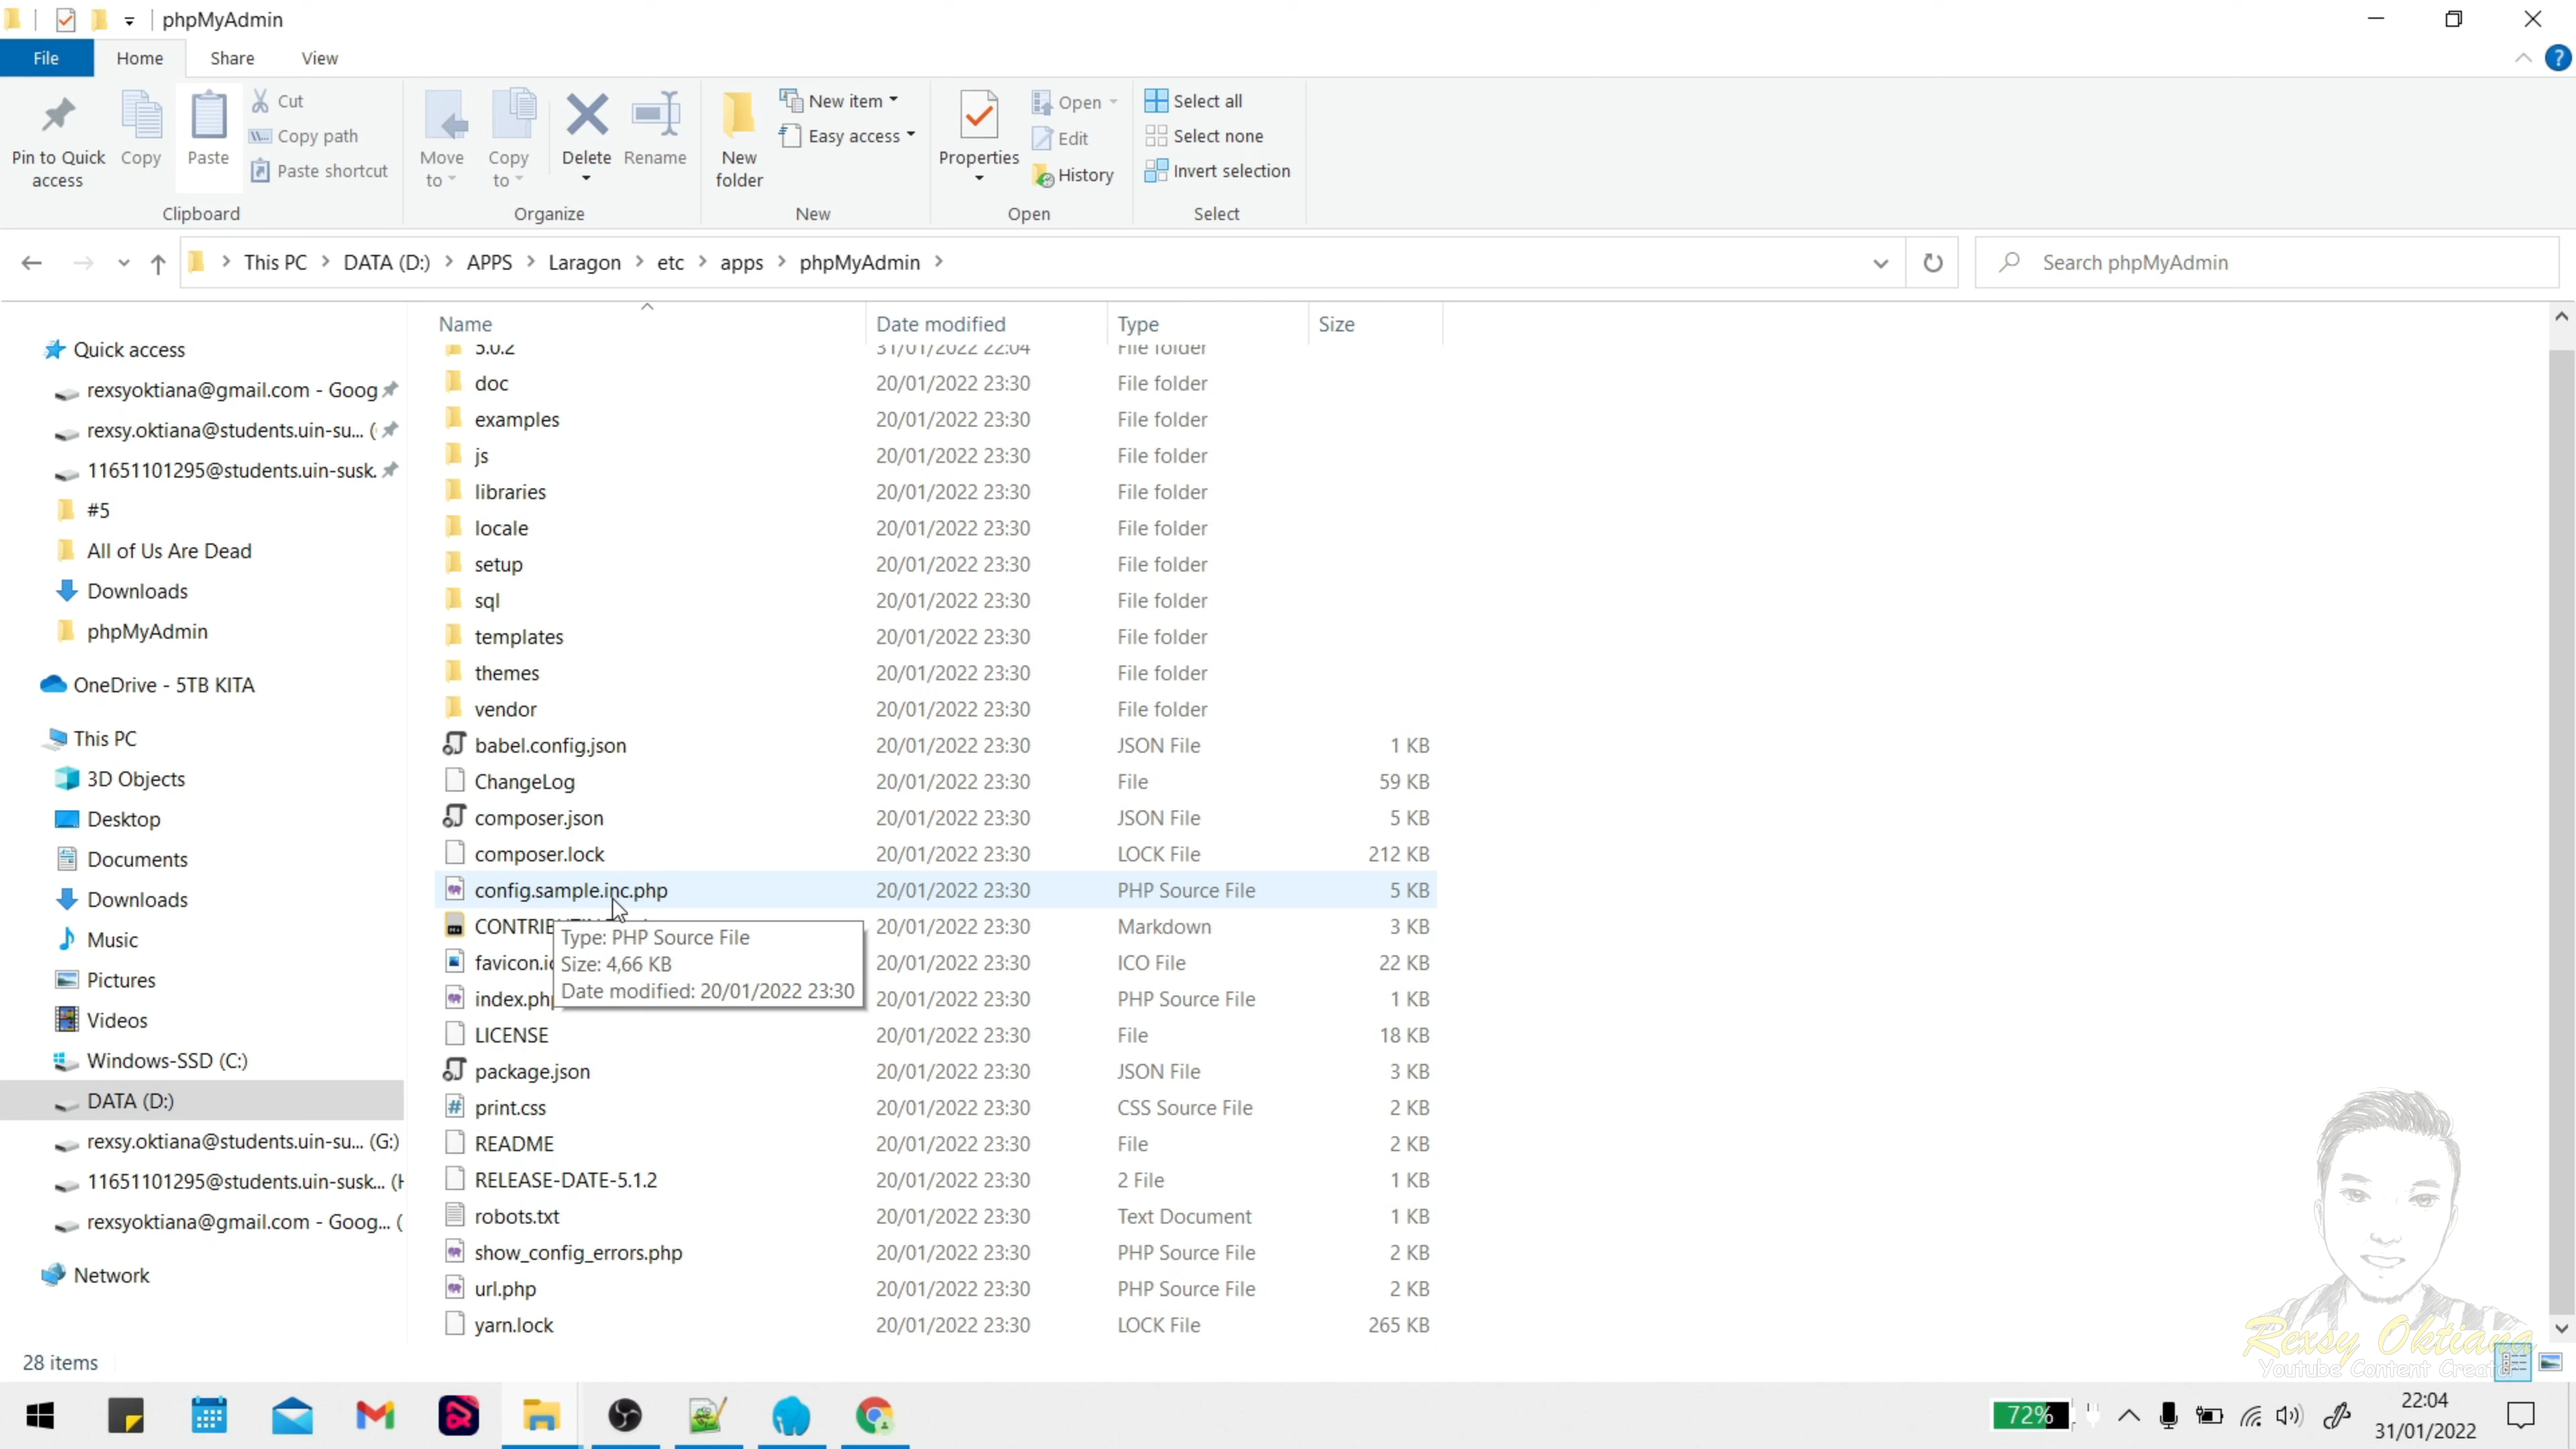 phpMyAdmin
File Home Share View
Pin to Quick access
Copy
Paste
Cut
Copy path
Paste shortcut
Clipboard
Move to
Copy to
Delete
Rename
Organize
New folder
New item
Easy access
New
Properties
Open
Edit
History
Open
Select all
Select none
Invert selection
Select
This PC > DATA (D:) > APPS > Laragon > etc > apps > phpMyAdmin >
Search phpMyAdmin
Quick access
rexsyoktiana@gmail.com - Goog
rexsy.oktiana@students.uin-su... (
11651101295@students.uin-susk.
#5
All of Us Are Dead
Downloads
phpMyAdmin
OneDrive - 5TB KITA
This PC
3D Objects
Desktop
Documents
Downloads
Music
Pictures
Videos
Windows-SSD (C:)
DATA (D:)
rexsy.oktiana@students.uin-su... (G:)
11651101295@students.uin-susk... (H
rexsyoktiana@gmail.com - Goog... (
Network
Name Date modified Type Size
5.0.2 31/01/2022 22:04 File folder
doc 20/01/2022 23:30 File folder
examples 20/01/2022 23:30 File folder
js 20/01/2022 23:30 File folder
libraries 20/01/2022 23:30 File folder
locale 20/01/2022 23:30 File folder
setup 20/01/2022 23:30 File folder
sql 20/01/2022 23:30 File folder
templates 20/01/2022 23:30 File folder
themes 20/01/2022 23:30 File folder
vendor 20/01/2022 23:30 File folder
babel.config.json 20/01/2022 23:30 JSON File 1 KB
ChangeLog 20/01/2022 23:30 File 59 KB
composer.json 20/01/2022 23:30 JSON File 5 KB
composer.lock 20/01/2022 23:30 LOCK File 212 KB
config.sample.inc.php 20/01/2022 23:30 PHP Source File 5 KB
20/01/2022 23:30 Markdown 3 KB
20/01/2022 23:30 ICO File 22 KB
index.php 20/01/2022 23:30 PHP Source File 1 KB
Type: PHP Source File
Size: 4,66 KB
Date modified: 20/01/2022 23:30
LICENSE 20/01/2022 23:30 File 18 KB
package.json 20/01/2022 23:30 JSON File 3 KB
print.css 20/01/2022 23:30 CSS Source File 2 KB
README 20/01/2022 23:30 File 2 KB
RELEASE-DATE-5.1.2 20/01/2022 23:30 2 File 1 KB
robots.txt 20/01/2022 23:30 Text Document 1 KB
show_config_errors.php 20/01/2022 23:30 PHP Source File 2 KB
url.php 20/01/2022 23:30 PHP Source File 2 KB
yarn.lock 20/01/2022 23:30 LOCK File 265 KB
Rexsy Oktiana
Youtube Content
28 items
72%
22:04
31/01/2022